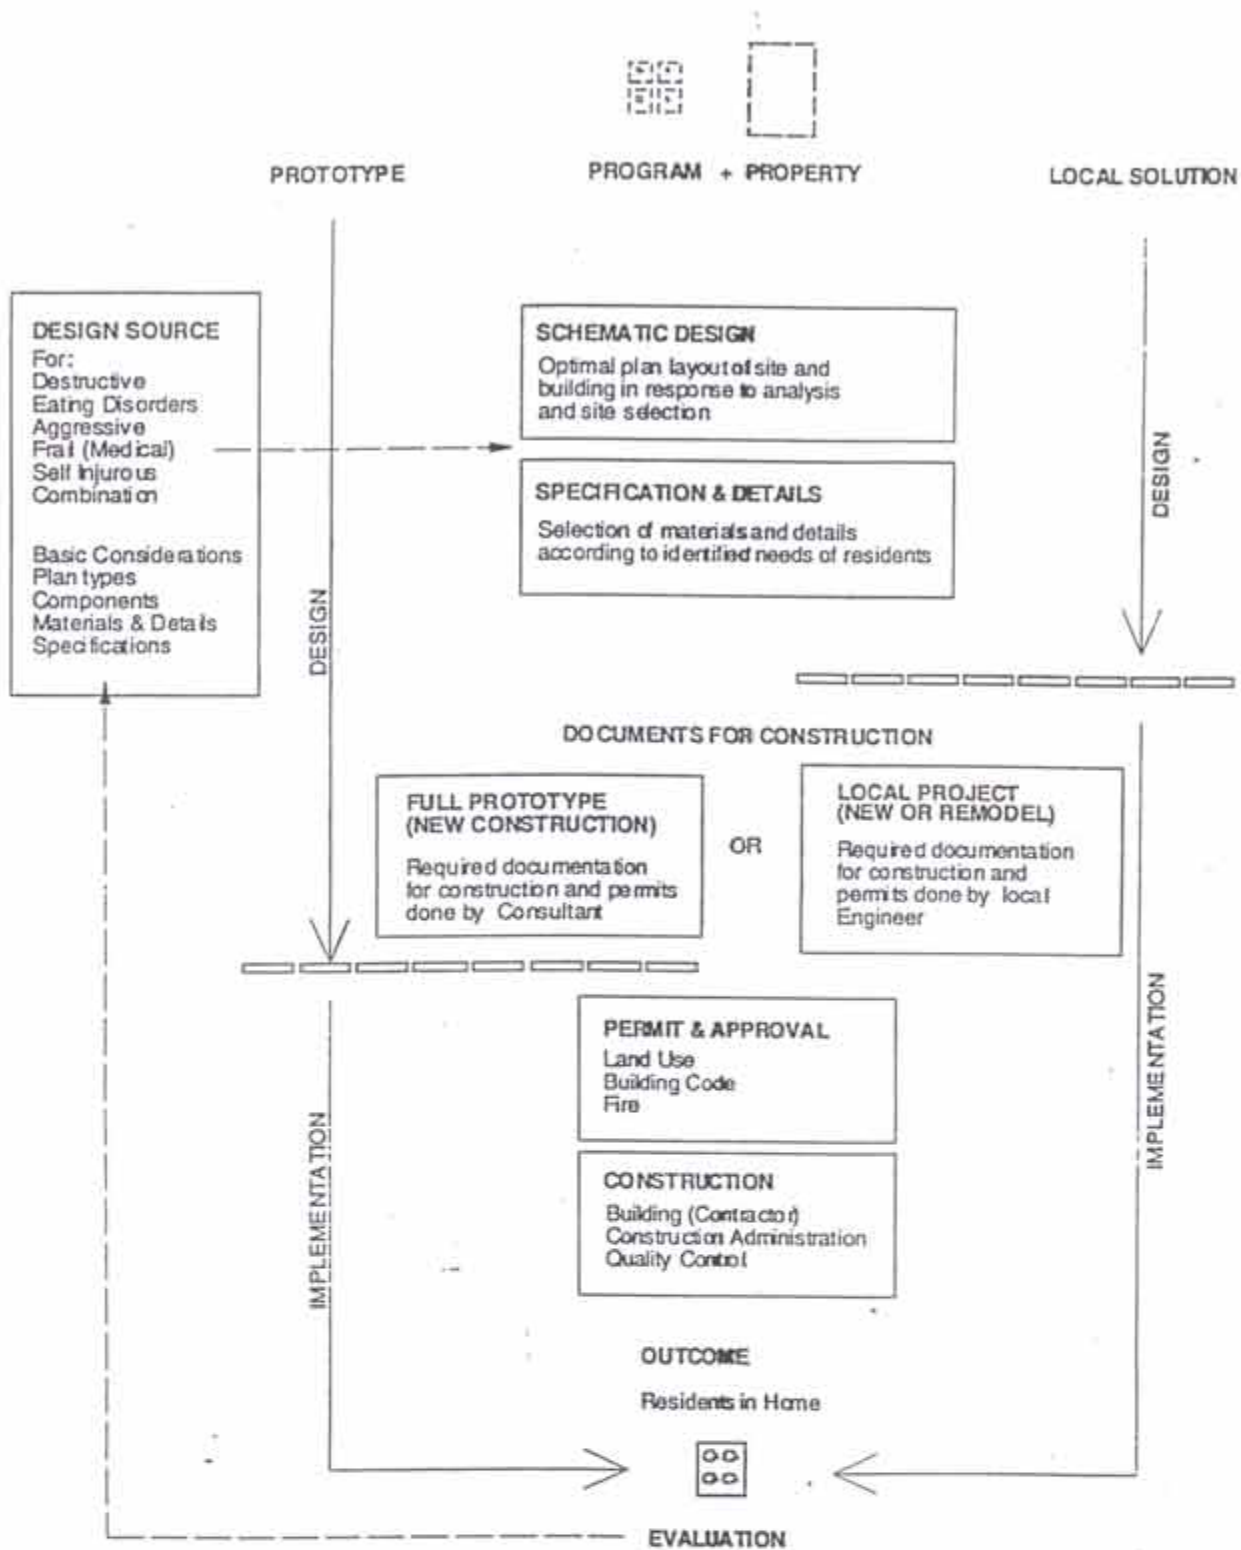 PROTOTYPE
PROGRAM + PROPERTY
LOCAL SOLUTION
DESIGN SOURCE
For:
Destructive
Eating Disorders
Aggressive
Frail (Medical)
Self Injurous
Combination
Basic Considerations
Plan types
Components
Materials & Details
Specifications
SCHEMATIC DESIGN
Optimal plan layout of site and
building in response to analysis
and site selection
SPECIFICATION & DETAILS
Selection of materials and details
according to identified needs of residents
DESIGN
DESIGN
DOCUMENTS FOR CONSTRUCTION
FULL PROTOTYPE
(NEW CONSTRUCTION)
Required documentation
for construction and permits
done by Consultant
OR
LOCAL PROJECT
(NEW OR REMODEL)
Required documentation
for construction and
permits done by local
Engineer
PERMIT & APPROVAL
Land Use
Building Code
Fire
CONSTRUCTION
Building (Contractor)
Construction Administration
Quality Control
IMPLEMENTATION
IMPLEMENTATION
OUTCOME
Residents in Home
EVALUATION